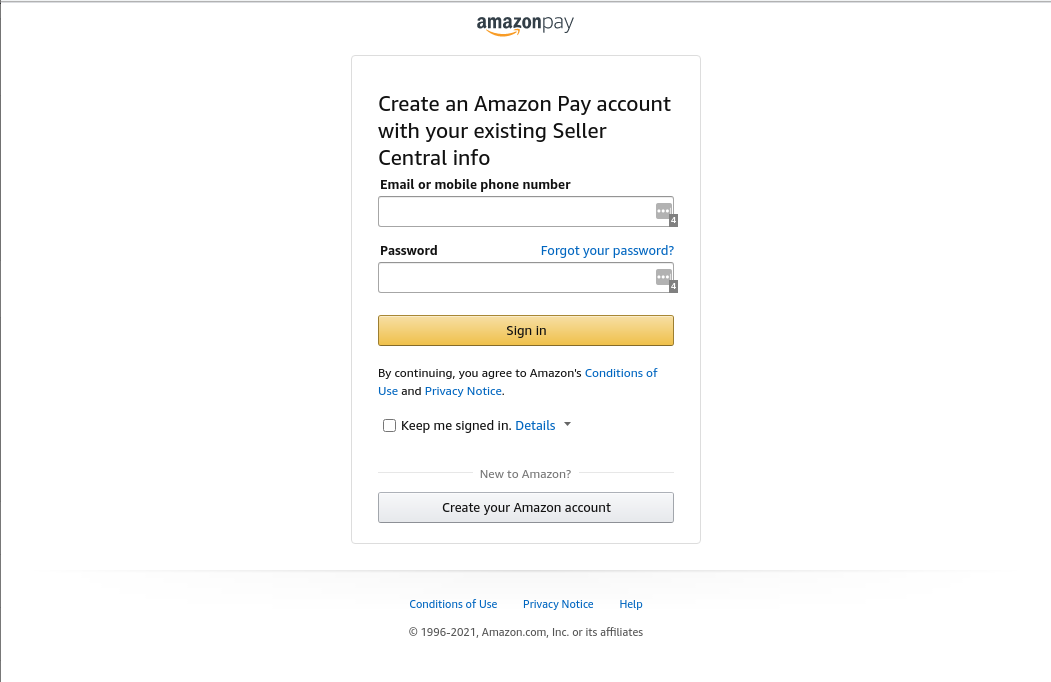 amazonpay
Create an Amazon Pay account
with your existing Seller
Central info
Email or mobile phone number
4
Password Forgot your password?
4
Sign in
By continuing, you agree to Amazon's Conditions of
Use and Privacy Notice.
Keep me signed in. Details
New to Amazon?
Create your Amazon account
Conditions of Use Privacy Notice Help
© 1996-2021, Amazon.com, Inc. or its affiliates